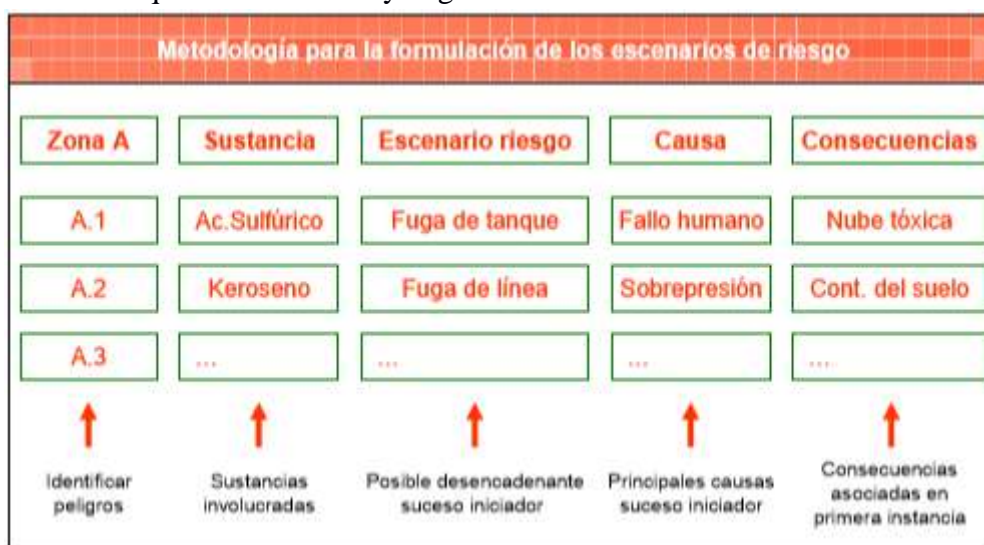 Metodología para la formulación de los escenarios de riesgo
Zona A Sustancia Escenario riesgo Causa Consecuencias
A.1 Ac.Sulfúrico Fuga de tanque Fallo humano Nube tóxica
A.2 Keroseno Fuga de línea Sobrepresión Cont. del suelo
A.3 ... ... ... ...
Identificar peligros
Sustancias involucradas
Posible desencadenante suceso iniciador
Principales causas suceso iniciador
Consecuencias asociadas en primera instancia